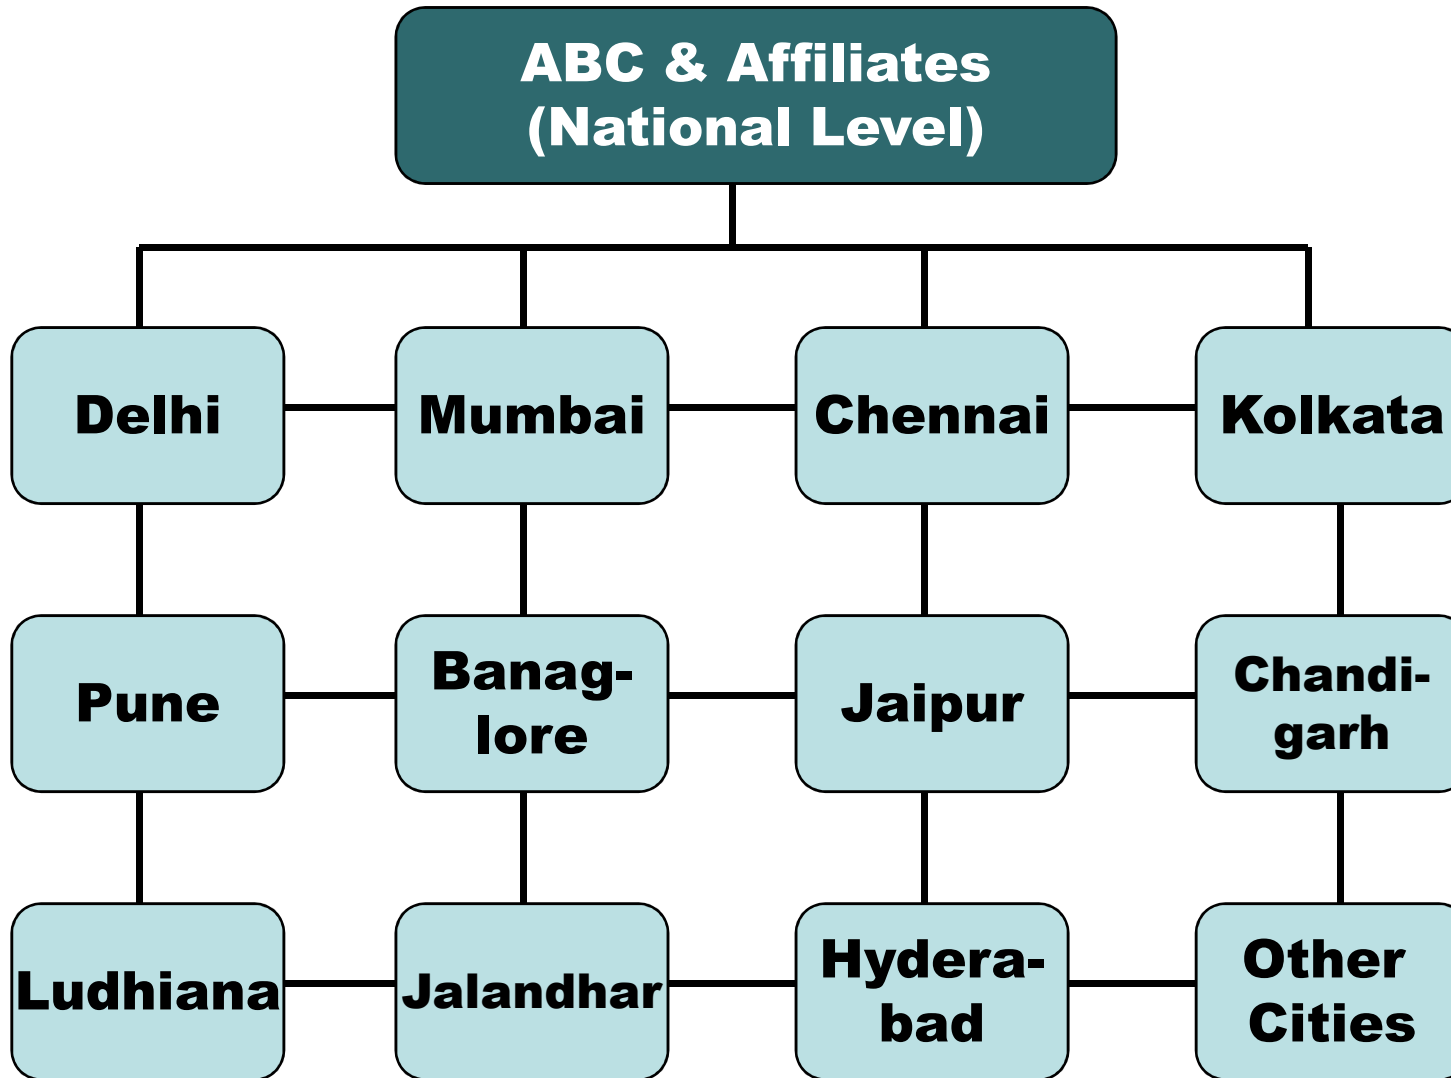 ABC & Affiliates
(National Level)
Delhi
Mumbai
Chennai
Kolkata
Pune
Banag-
lore
Jaipur
Chandi-
garh
Ludhiana
Jalandhar
Hydera-
bad
Other
Cities